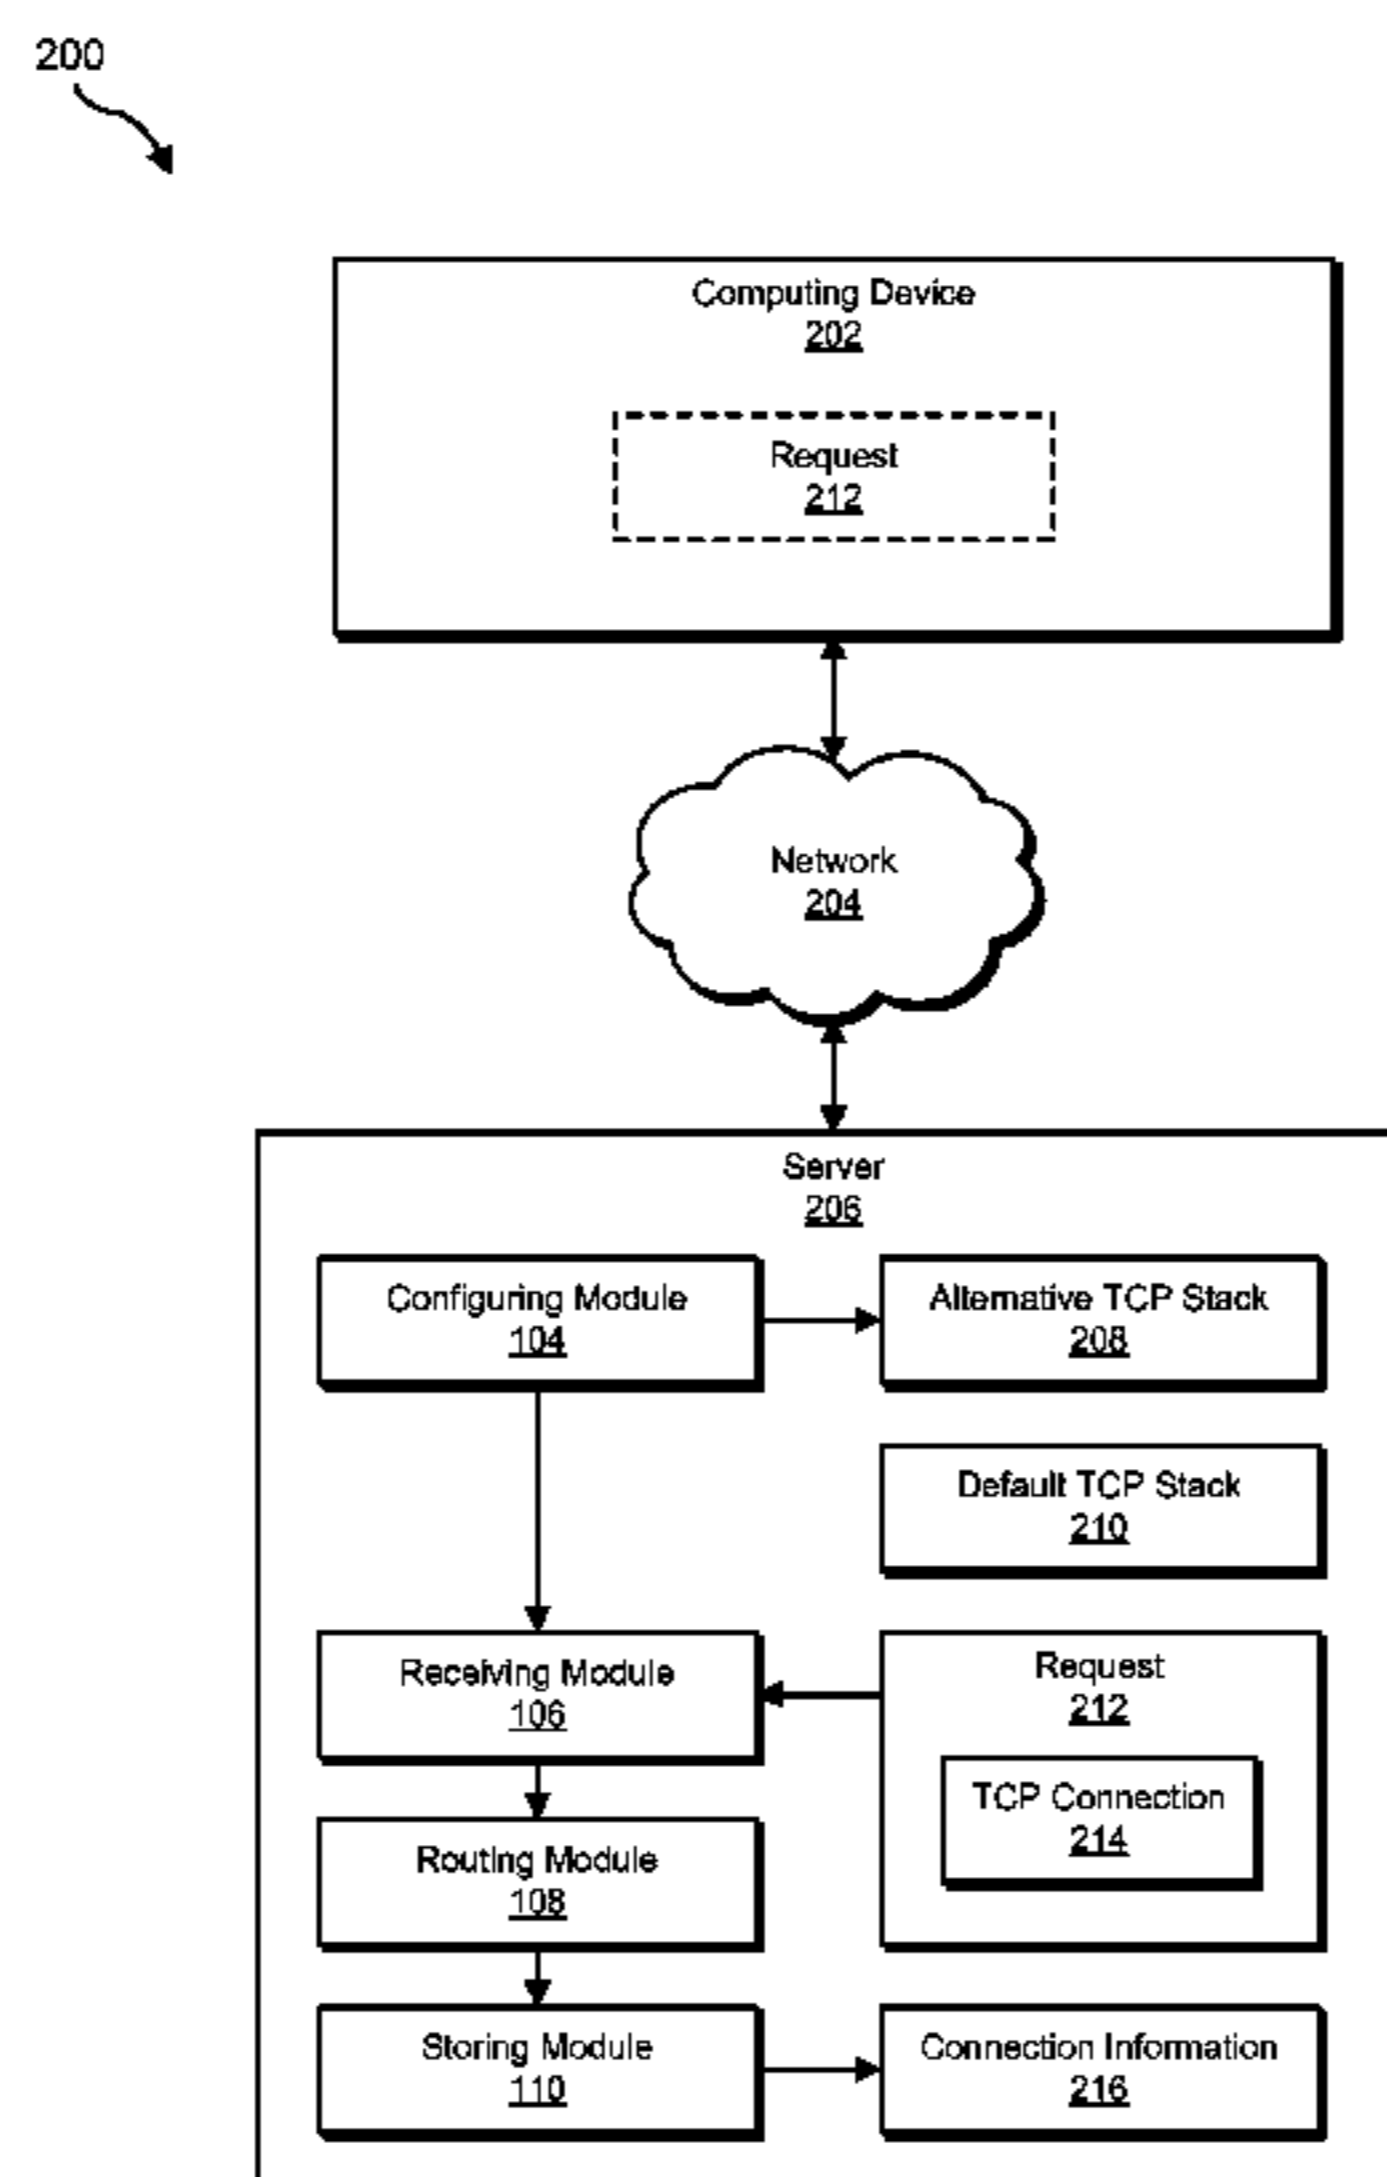 200
Computing Device
202
Request
212
Network
204
Server
206
Configuring Module
104
Alternative TCP Stack
208
Default TCP Stack
210
Receiving Module
106
Request
212
TCP Connection
214
Routing Module
108
Storing Module
110
Connection Information
216